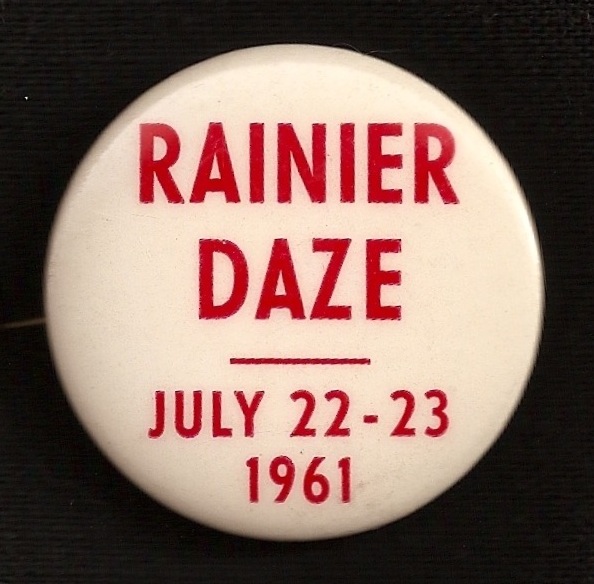 RAINIER
DAZE
JULY 22-23
1961